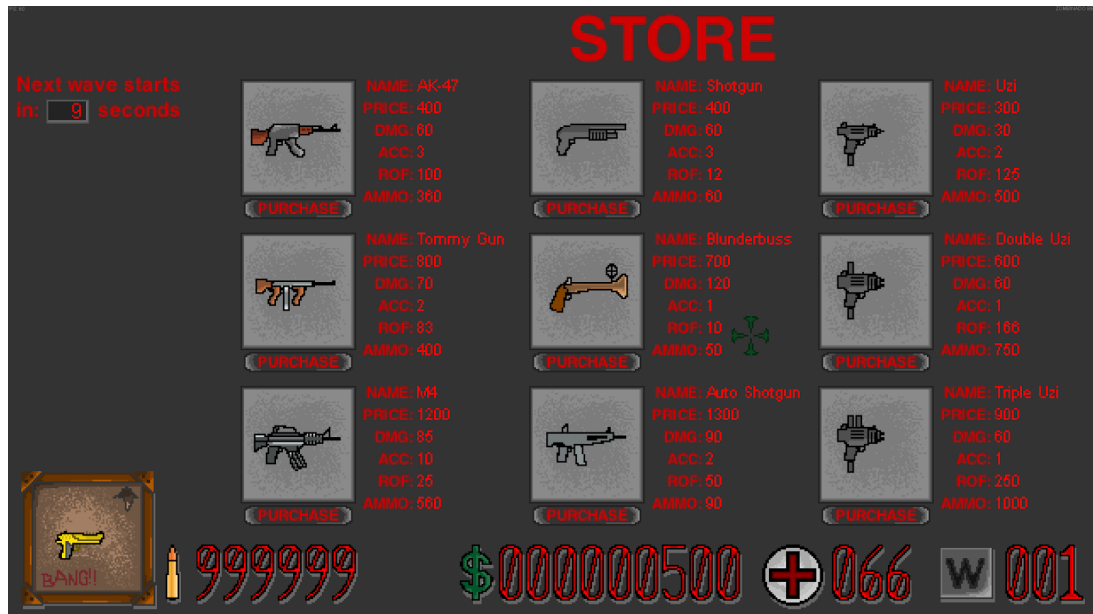 STORE
Next wave starts
in: 9 seconds
NAME: AK-47
PRICE: 400
DMG: 60
ACC: 3
ROF: 100
AMMO: 360
PURCHASE
NAME: Shotgun
PRICE: 400
DMG: 60
ACC: 3
ROF: 12
AMMO: 60
PURCHASE
NAME: Uzi
PRICE: 300
DMG: 30
ACC: 2
ROF: 125
AMMO: 500
PURCHASE
NAME: Tommy Gun
PRICE: 800
DMG: 70
ACC: 2
ROF: 83
AMMO: 400
PURCHASE
NAME: Blunderbuss
PRICE: 700
DMG: 120
ACC: 1
ROF: 10
AMMO: 50
PURCHASE
NAME: Double Uzi
PRICE: 600
DMG: 60
ACC: 1
ROF: 166
AMMO: 750
PURCHASE
NAME: M4
PRICE: 1200
DMG: 85
ACC: 10
ROF: 25
AMMO: 560
PURCHASE
NAME: Auto Shotgun
PRICE: 1300
DMG: 90
ACC: 2
ROF: 50
AMMO: 90
PURCHASE
NAME: Triple Uzi
PRICE: 900
DMG: 60
ACC: 1
ROF: 250
AMMO: 1000
PURCHASE
BANG!!
999999
$000000500
066
W 001